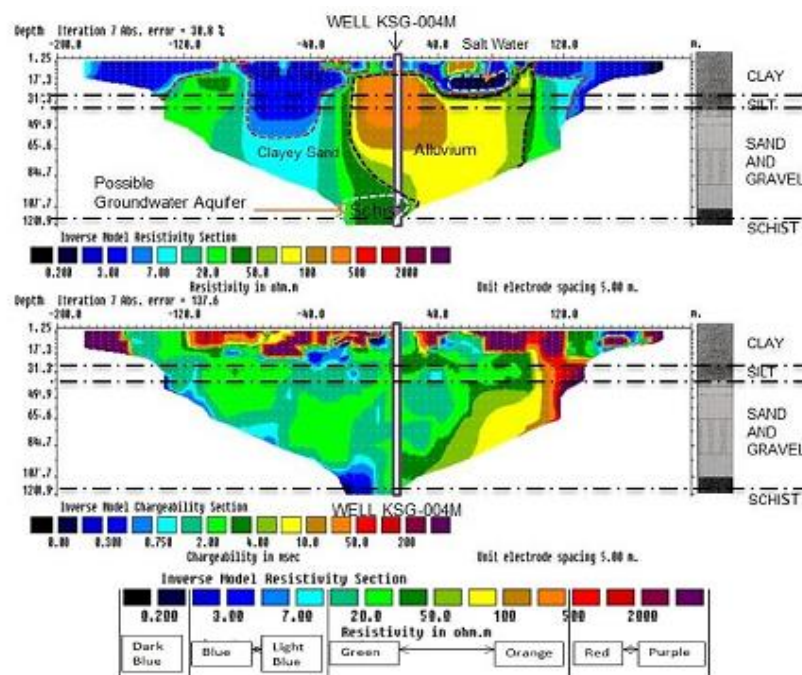 WELL KSG-004M
Depth Iteration 7 Abs. error = 30.8 %
-200.0 -120.0 -40.0 40.0 120.0 m.
Salt Water
1.25
17.3
31.3
49.9
65.6
84.7
107.9
120.9
Clayey Sand
Alluvium
Possible
Groundwater Aqufer
Schist
CLAY
SILT
SAND
AND
GRAVEL
SCHIST
Inverse Model Resistivity Section
0.200 3.00 7.00 20.0 50.0 100 500 2000
Resistivity in ohm.m
Unit electrode spacing 5.00 m.
Depth Iteration 7 Abs. error = 137.6
-200.0 -120.0 -40.0 40.0 120.0 m.
1.25
17.3
31.3
49.9
65.6
84.7
107.9
120.9
CLAY
SILT
SAND
AND
GRAVEL
SCHIST
Inverse Model Chargeability Section
WELL KSG-004M
0.00 0.300 0.750 2.00 4.00 10.0 50.0 200
Chargeability in msec
Unit electrode spacing 5.00 m.
Inverse Model Resistivity Section
0.200 3.00 7.00 20.0 50.0 100 500 2000
Resistivity in ohm.m
Dark
Blue
Blue
Light
Blue
Green
Orange
Red
Purple